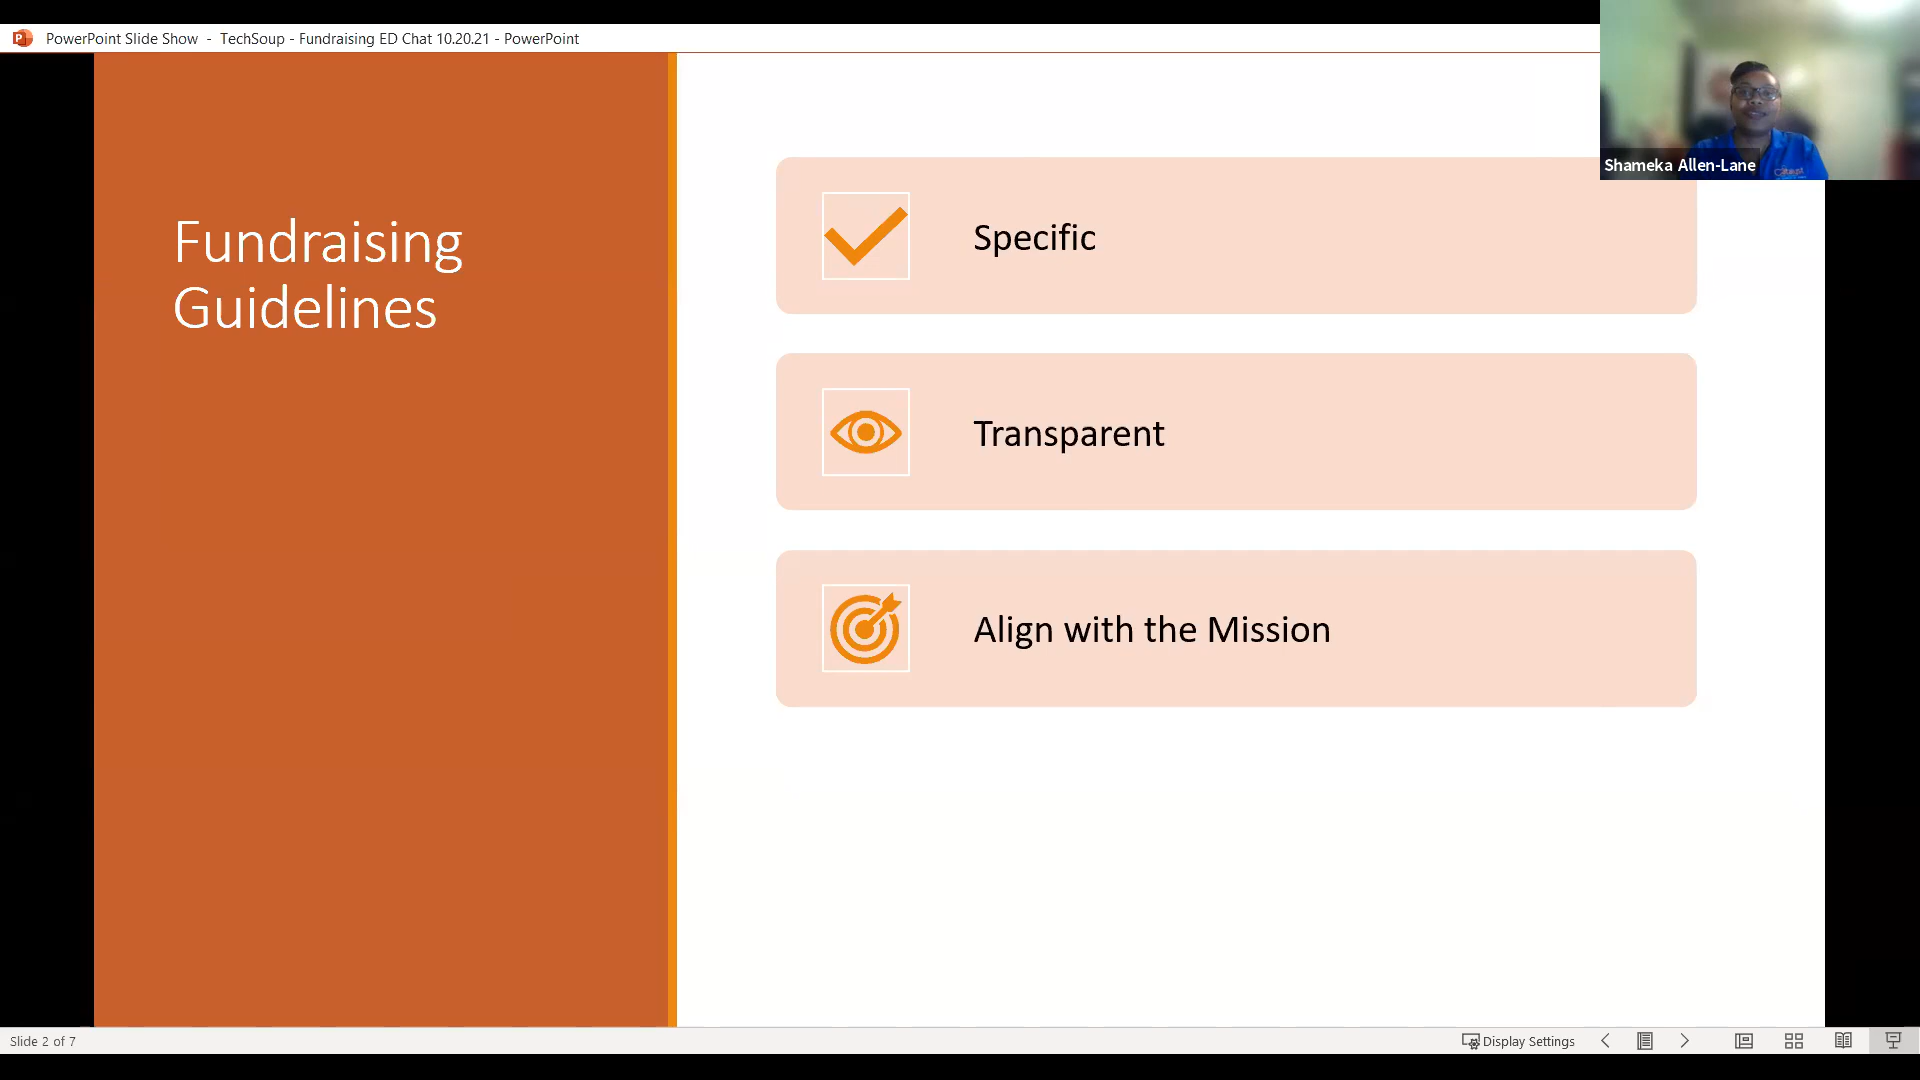 PowerPoint Slide Show - TechSoup - Fundraising ED Chat 10.20.21 - PowerPoint
Shameka Allen-Lane
Fundraising
Guidelines
Specific
Transparent
Align with the Mission
Slide 2 of 7
Display Settings